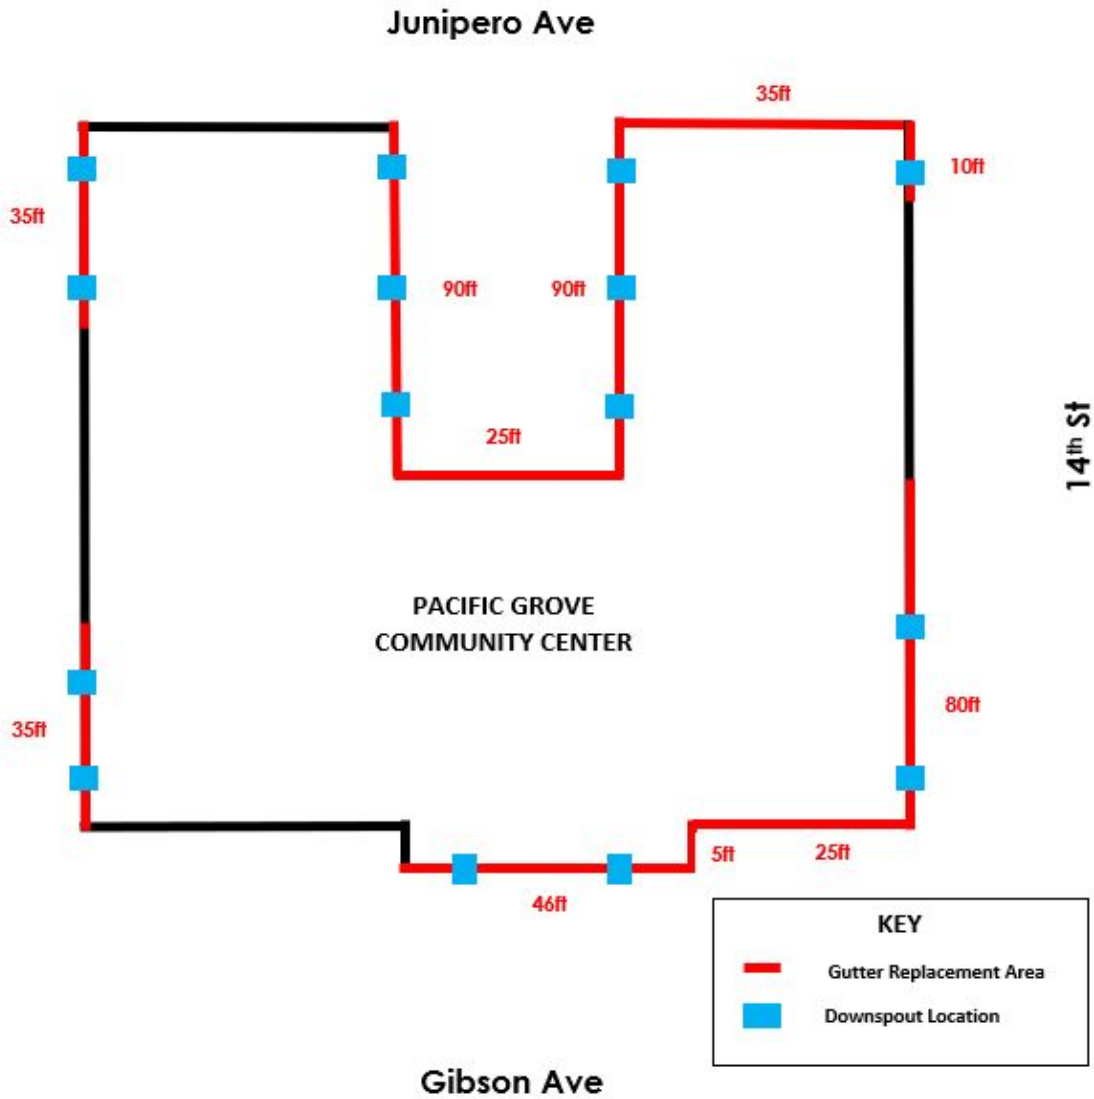 Junipero Ave
35ft
10ft
35ft
90ft
90ft
25ft
14th St
PACIFIC GROVE
COMMUNITY CENTER
35ft
80ft
5ft
25ft
46ft
KEY
Gutter Replacement Area
Downspout Location
Gibson Ave